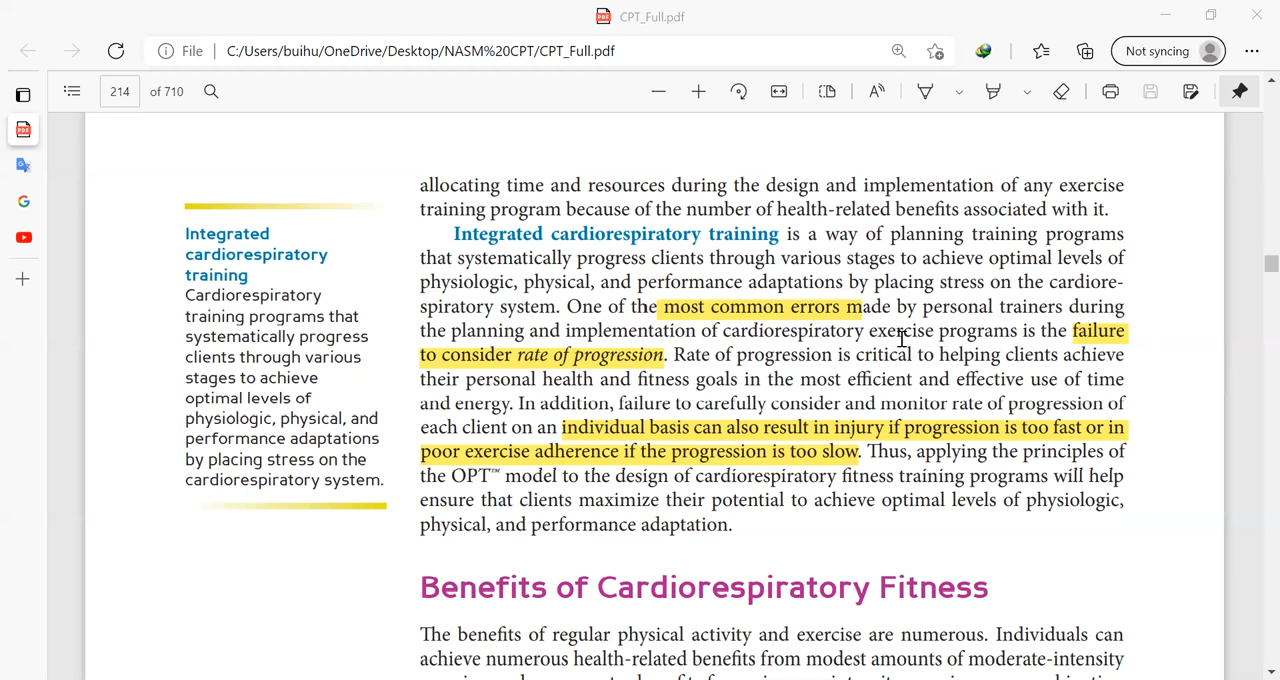 CPT_Full.pdf
File
C:/Users/buihu/OneDrive/Desktop/NASM%20CPT/CPT_Full.pdf
Not syncing
214 of 710
allocating time and resources during the design and implementation of any exercise
training program because of the number of health-related benefits associated with it.
Integrated cardiorespiratory training is a way of planning training programs
that systematically progress clients through various stages to achieve optimal levels of
physiologic, physical, and performance adaptations by placing stress on the cardiore-
spiratory system. One of the most common errors made by personal trainers during
the planning and implementation of cardiorespiratory exercise programs is the failure
to consider rate of progression. Rate of progression is critical to helping clients achieve
their personal health and fitness goals in the most efficient and effective use of time
and energy. In addition, failure to carefully consider and monitor rate of progression of
each client on an individual basis can also result in injury if progression is too fast or in
poor exercise adherence if the progression is too slow. Thus, applying the principles of
the OPT™ model to the design of cardiorespiratory fitness training programs will help
ensure that clients maximize their potential to achieve optimal levels of physiologic,
physical, and performance adaptation.
Integrated
cardiorespiratory
training
Cardiorespiratory
training programs that
systematically progress
clients through various
stages to achieve
optimal levels of
physiologic, physical, and
performance adaptations
by placing stress on the
cardiorespiratory system.
Benefits of Cardiorespiratory Fitness
The benefits of regular physical activity and exercise are numerous. Individuals can
achieve numerous health-related benefits from modest amounts of moderate-intensity